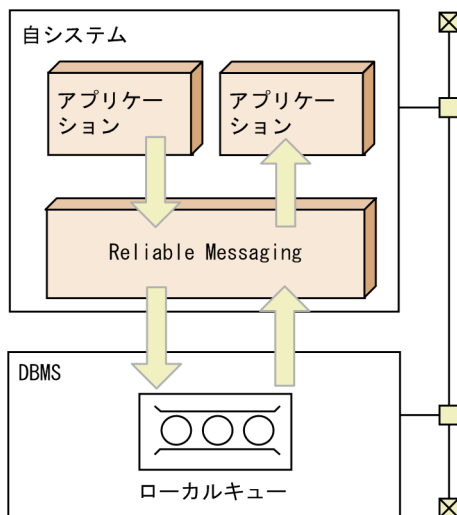 自システム
アプリケー
ション
アプリケー
ション
Reliable Messaging
DBMS
ローカルキュー